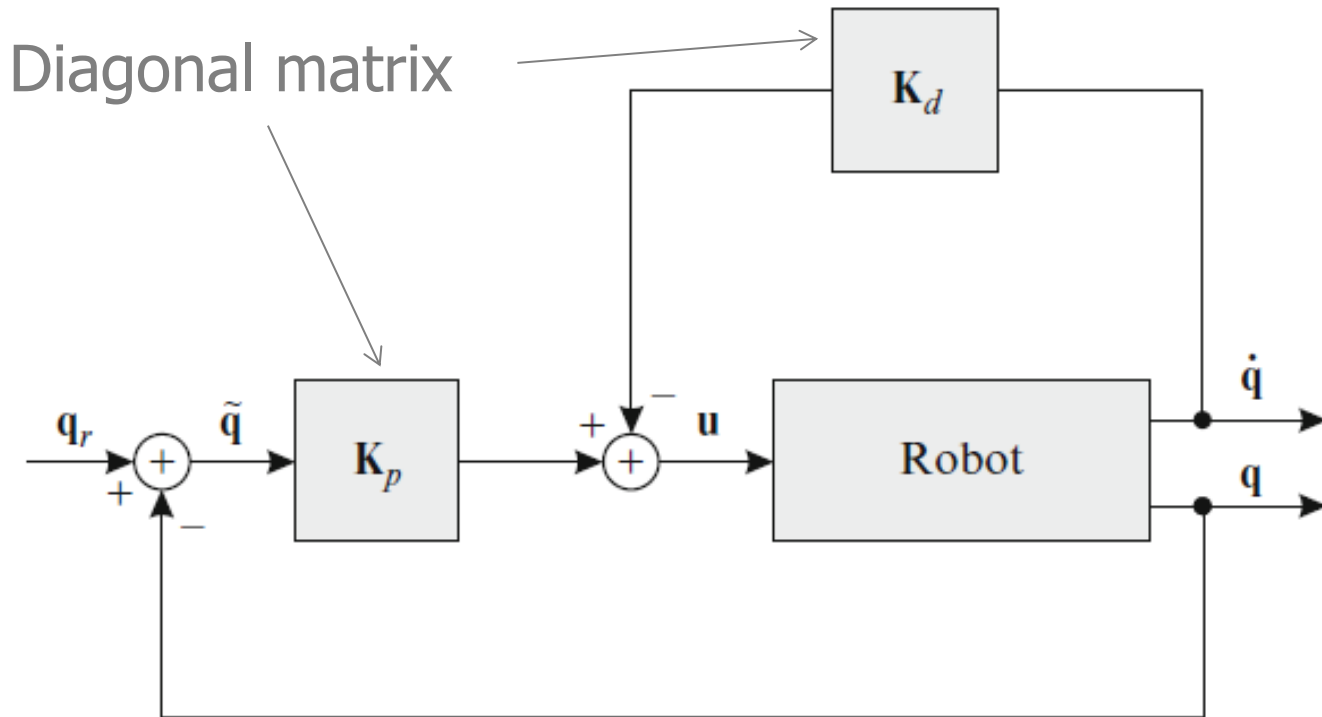 Diagonal matrix
K_d
q_r
+
+
−
q̃
K_p
+
−
+
u
Robot
q̇
q